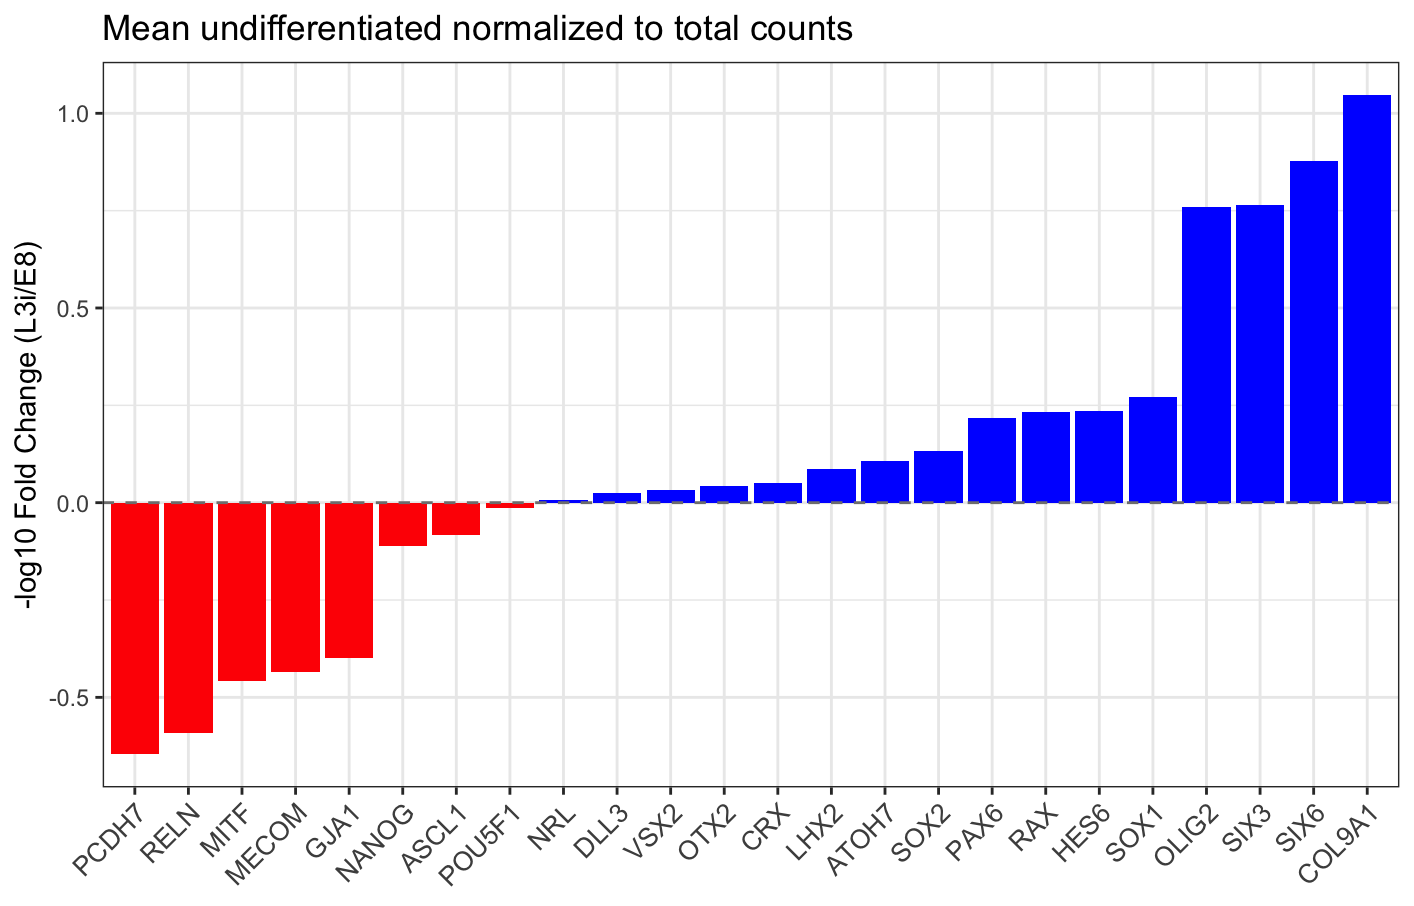 Mean undifferentiated normalized to total counts
-log10 Fold Change (L3i/E8)
1.0
0.5
0.0
-0.5
PCDH7
RELN
MITF
MECOM
GJA1
NANOG
ASCL1
POU5F1
NRL
DLL3
VSX2
OTX2
CRX
LHX2
ATOH7
SOX2
PAX6
RAX
HES6
SOX1
OLIG2
SIX3
SIX6
COL9A1